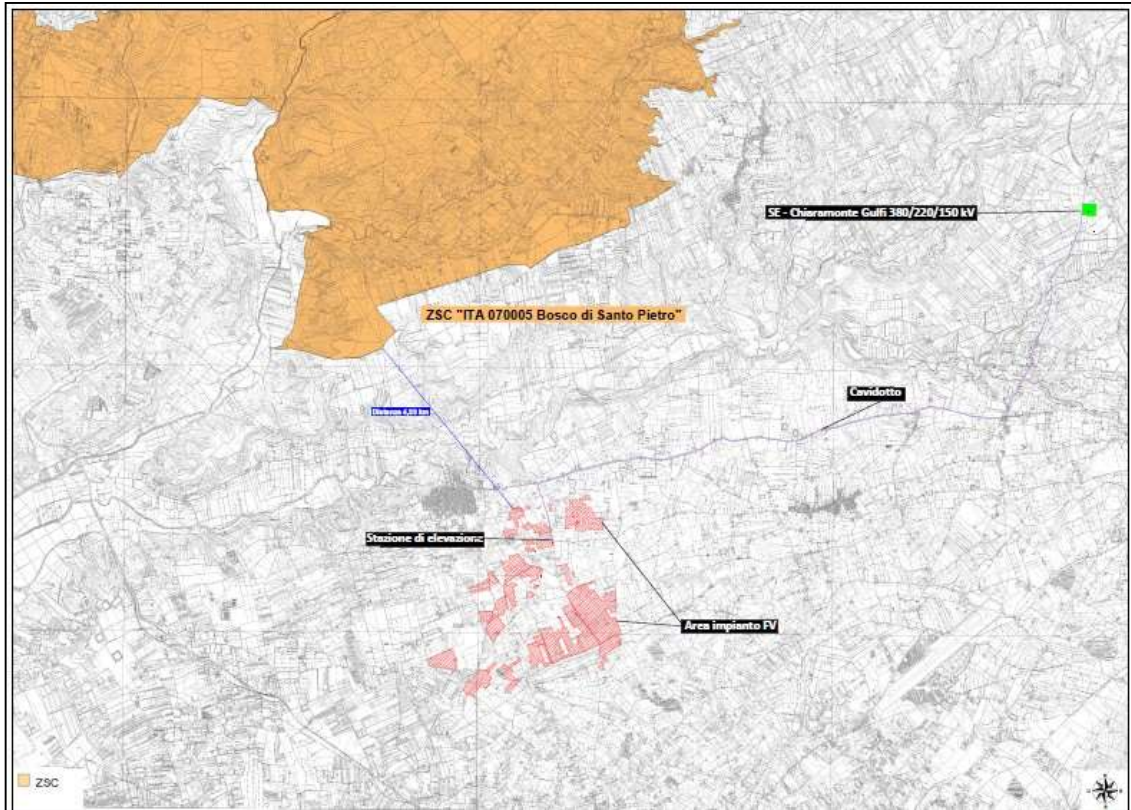 SE - Chiaramonte Gulfi 380/220/150 kV
ZSC "ITA 070005 Bosco di Santo Pietro"
Cavidotto
Stazione di elevazione
Area impianto FV
ZSC